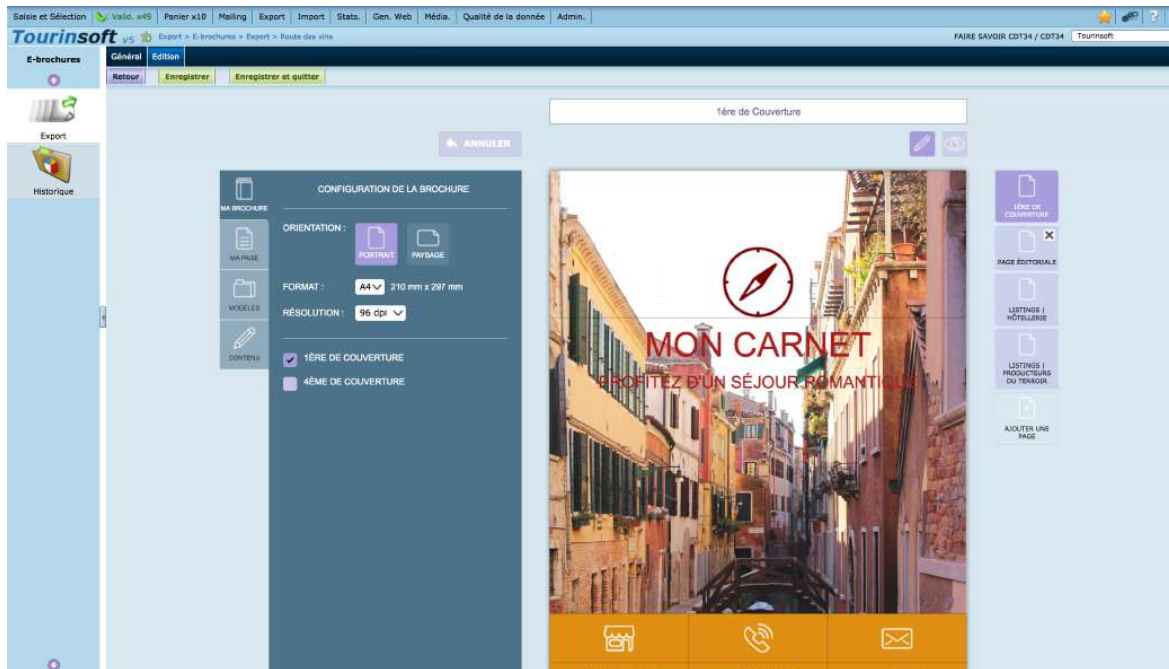 Saisie et Sélection Valid. x49 Panier x10 Mailing Export Import Stats. Gen. Web Média. Qualité de la donnée Admin. ?
Tourinsoft VS Export > E-brochures > Export > Route des vins FAIRE SAVOIR CDT34 / CDT34 Tourinsoft
E-brochures
Général Edition
Retour Enregistrer Enregistrer et quitter
Export
Historique
1ère de Couverture
ANNULER
MA BROCHURE
MA PAGE
MODÈLES
CONTENS
CONFIGURATION DE LA BROCHURE
ORIENTATION :
PORTRAIT
PAYSAGE
FORMAT : A4 210 mm x 297 mm
RÉSOLUTION : 96 dpi
1ÈRE DE COUVERTURE
4ÈME DE COUVERTURE
MON CARNET
PROFITEZ D'UN SÉJOUR ROMANTIQUE
1ÈRE DE
COUVERTURE
PAGE ÉDITORIALE
LISTINGS |
HÔTELLERIE
LISTINGS |
PRODUCTEURS
DU TERROIR
AJOUTER UNE
PAGE